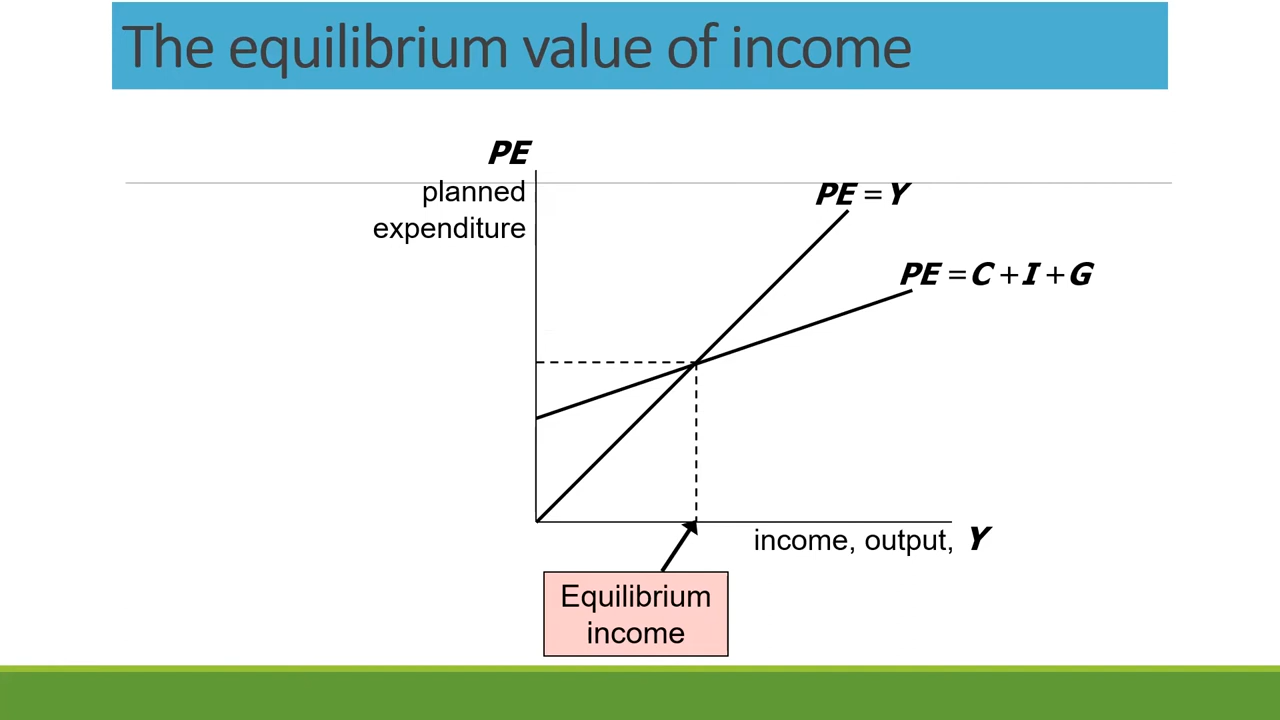 The equilibrium value of income
PE
planned
expenditure
PE = Y
PE = C + I + G
income, output, Y
Equilibrium
income